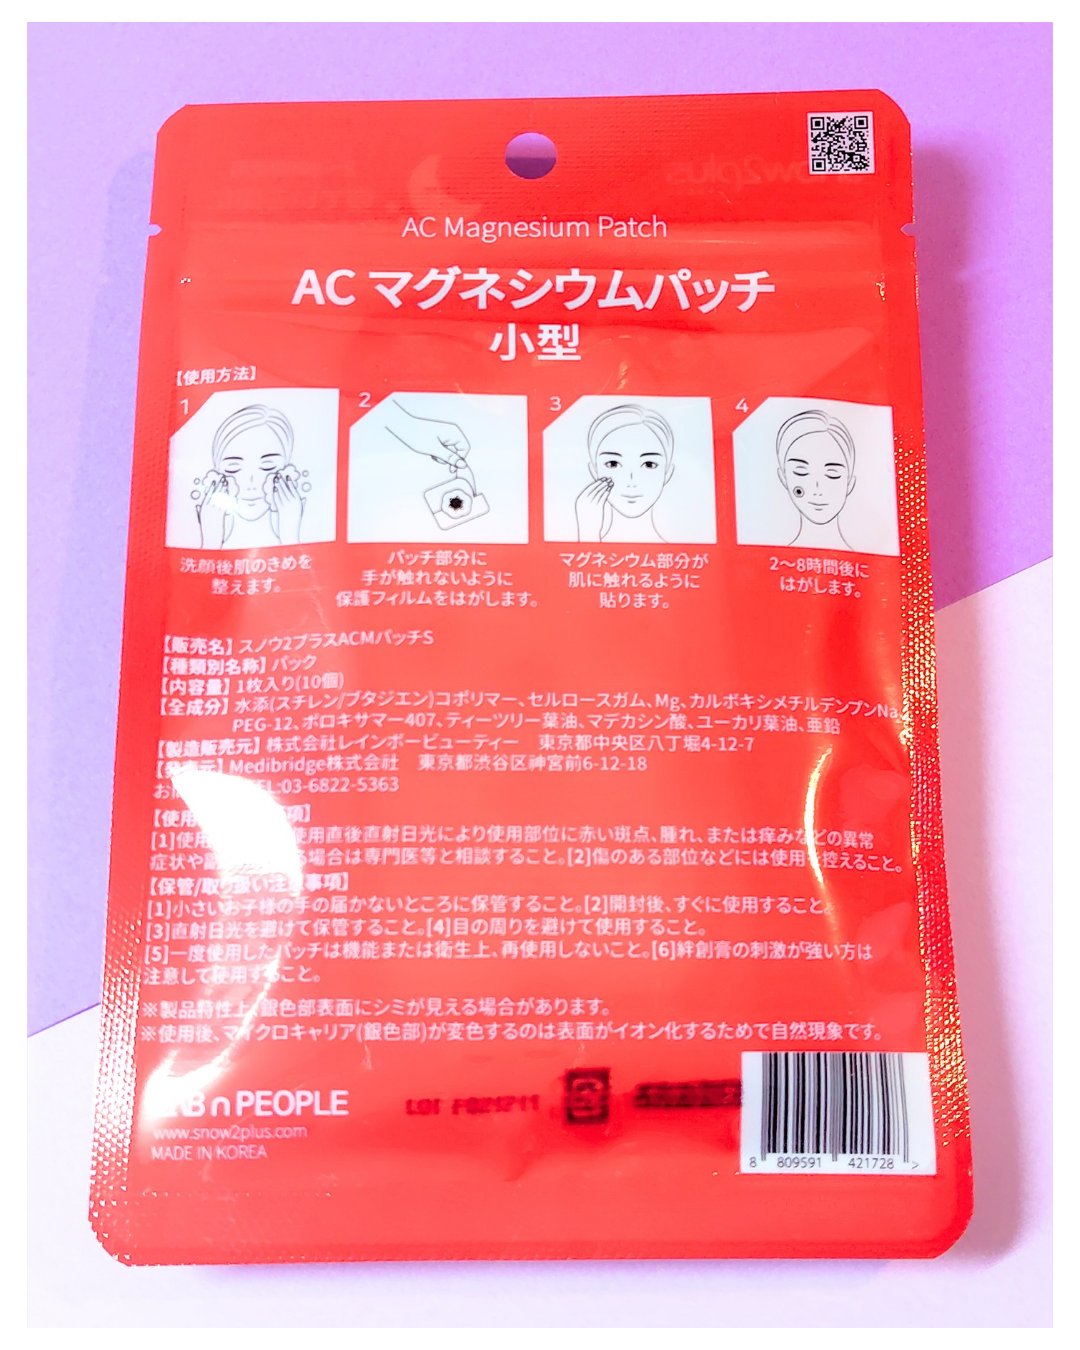 AC Magnesium Patch
AC マグネシウムパッチ
小型
【使用方法】
1
2
3
4
洗顔後肌のきめを
整えます。
パッチ部分に
手が触れないように
保護フィルムをはがします。
マグネシウム部分が
肌に触れるように
貼ります。
2〜8時間後に
はがします。
【販売名】スノウ2プラスACMパッチS
【種類別名称】パック
【内容量】1枚入り(10個)
【全成分】水添(スチレン/ブタジエン)コポリマー、セルロースガム、Mg、カルボキシメチルデンプンNa、
PEG-12、ポロキサマー407、ティーツリー葉油、マデカシン酸、ユーカリ葉油、亜鉛
【製造販売元】株式会社レインボービューティー 東京都中央区八丁堀4-12-7
【発売元】Medibridge株式会社 東京都渋谷区神宮前6-12-18
TEL:03-6822-5363
[1]使用 使用直後直射日光により使用部位に赤い斑点、腫れ、または痒みなどの異常
症状や 場合は専門医等と相談すること。[2]傷のある部位などには使用を控えること。
【保管/取り扱い注意事項】
[1]小さいお子様の手の届かないところに保管すること。[2]開封後、すぐに使用すること。
[3]直射日光を避けて保管すること。[4]目の周りを避けて使用すること。
[5]一度使用したパッチは機能または衛生上、再使用しないこと。[6]絆創膏の刺激が強い方は
注意して使用すること。
※製品特性上、銀色部表面にシミが見える場合があります。
※使用後、マイクロキャリア(銀色部)が変色するのは表面がイオン化するためで自然現象です。
PEOPLE
www.snow2plus.com
MADE IN KOREA
8 809591 421728 >